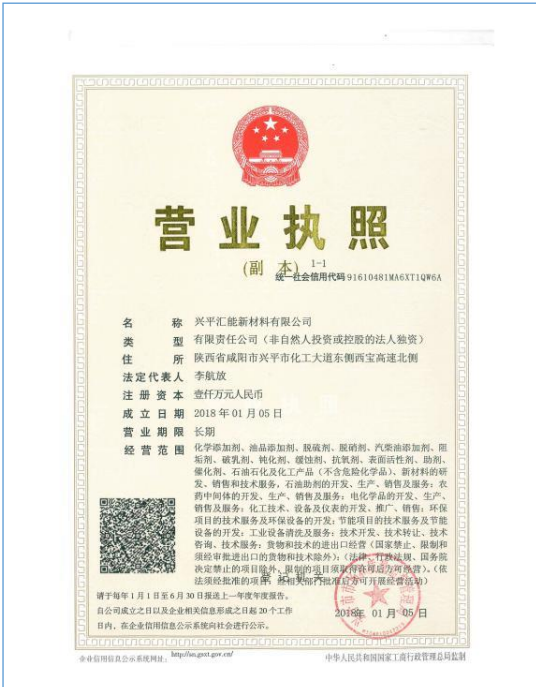 营业执照
(副 本) 1-1
统一社会信用代码 91610481MA6XT1QW6A
名 称 兴平汇能新材料有限公司
类 型 有限责任公司（非自然人投资或控股的法人独资）
住 所 陕西省咸阳市兴平市化工大道东侧西宝高速北侧
法定代表人 李航放
注册资本 壹仟万元人民币
成立日期 2018年01月05日
营业期限 长期
经营范围 化学添加剂、油品添加剂、脱硫剂、脱硝剂、汽柴油添加剂、阻
垢剂、破乳剂、钝化剂、缓蚀剂、抗氧剂、表面活性剂、助剂、
催化剂、石油石化及化工产品（不含危险化学品）、新材料的研
发、销售和技术服务，石油助剂的开发、生产、销售及服务；农
药中间体的开发、生产、销售及服务；电化学品的开发、生产、
销售及服务；化工技术、设备及仪表的开发、推广、销售；环保
项目的技术服务及环保设备的开发；节能项目的技术服务及节能
设备的开发；工业设备清洗及服务；技术开发、技术转让、技术
咨询、技术服务；货物和技术的进出口经营（国家禁止、限制和
须经审批进出口的货物和技术除外）；（法律、行政法规、国务院
决定禁止的项目除外，限制的项目须取得许可后方可经营）。（依
法须经批准的项目，经相关部门批准后方可开展经营活动）
登记机关
请于每年1月1日至6月30日报送上一年度年度报告。
自公司成立之日以及企业相关信息形成之日起20个工作
日内，在企业信用信息公示系统向社会进行公示。
2018年 01月 05日
企业信用信息公示系统网址： http://sn.gsxt.gov.cn/
中华人民共和国国家工商行政管理总局监制